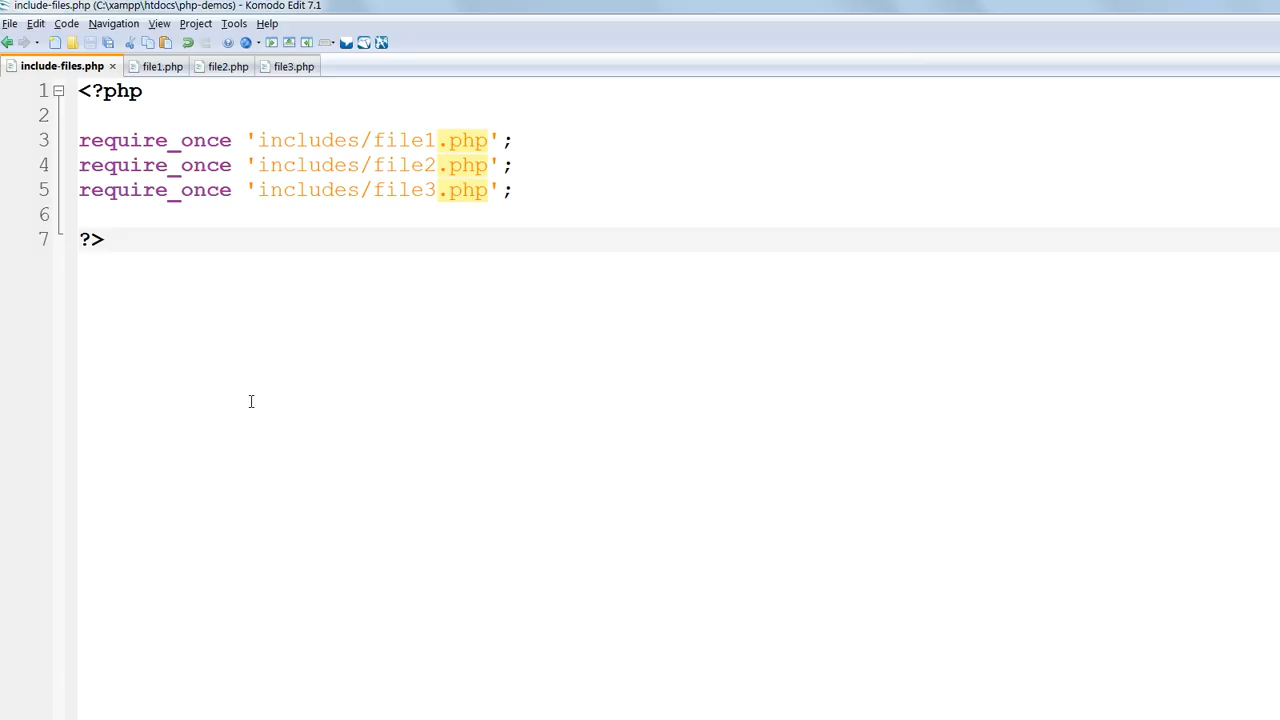 include-files.php (C:\xampp\htdocs\php-demos) - Komodo Edit 7.1
File Edit Code Navigation View Project Tools Help
include-files.php × file1.php file2.php file3.php
1 <?php
2
3 require_once 'includes/file1.php';
4 require_once 'includes/file2.php';
5 require_once 'includes/file3.php';
6
7 ?>